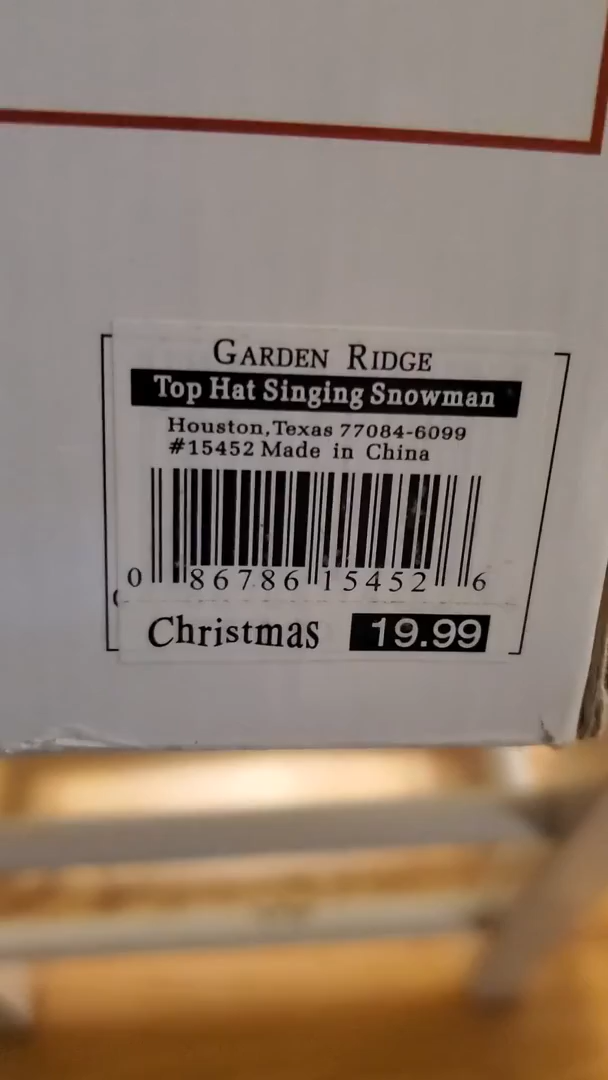 GARDEN RIDGE
Top Hat Singing Snowman
Houston,Texas 77084-6099
#15452 Made in China
0 86786 15452 6
Christmas 19.99